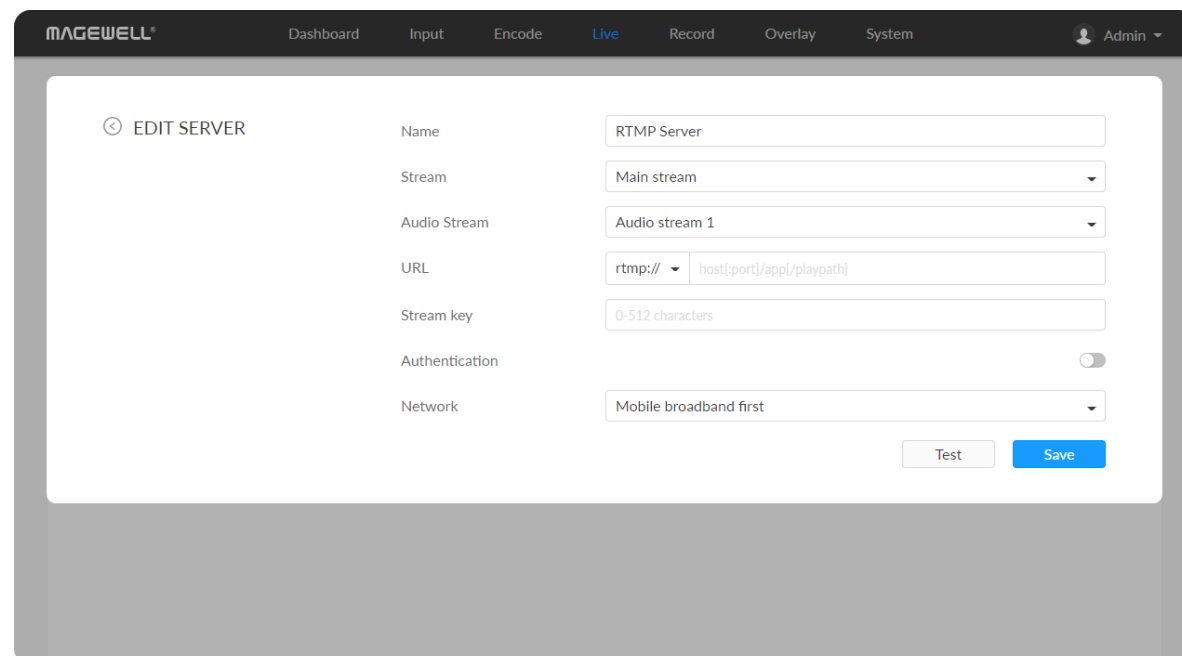 MAGEWELL® Dashboard Input Encode Live Record Overlay System Admin
EDIT SERVER
Name RTMP Server
Stream Main stream
Audio Stream Audio stream 1
URL rtmp:// host[:port]/app[/playpath]
Stream key 0-512 characters
Authentication
Network Mobile broadband first
Test Save